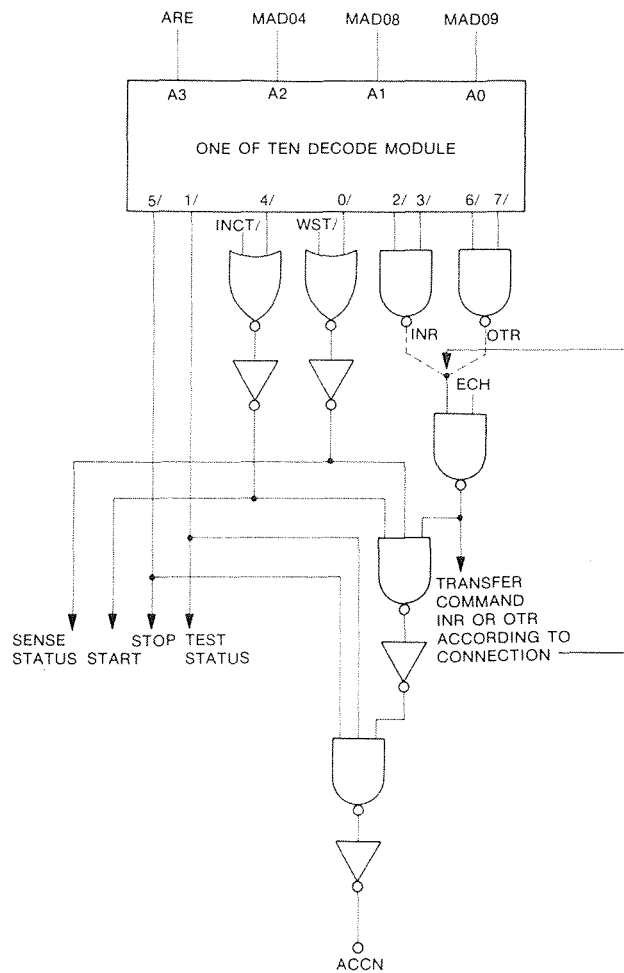 ARE MAD04 MAD08 MAD09
A3 A2 A1 A0
ONE OF TEN DECODE MODULE
5/ 1/ 4/ 0/ 2/ 3/ 6/ 7/
INCT/ WST/
INR OTR
ECH
TRANSFER
COMMAND
INR OR OTR
ACCORDING TO
CONNECTION
SENSE
STATUS START STOP TEST
STATUS
ACCN